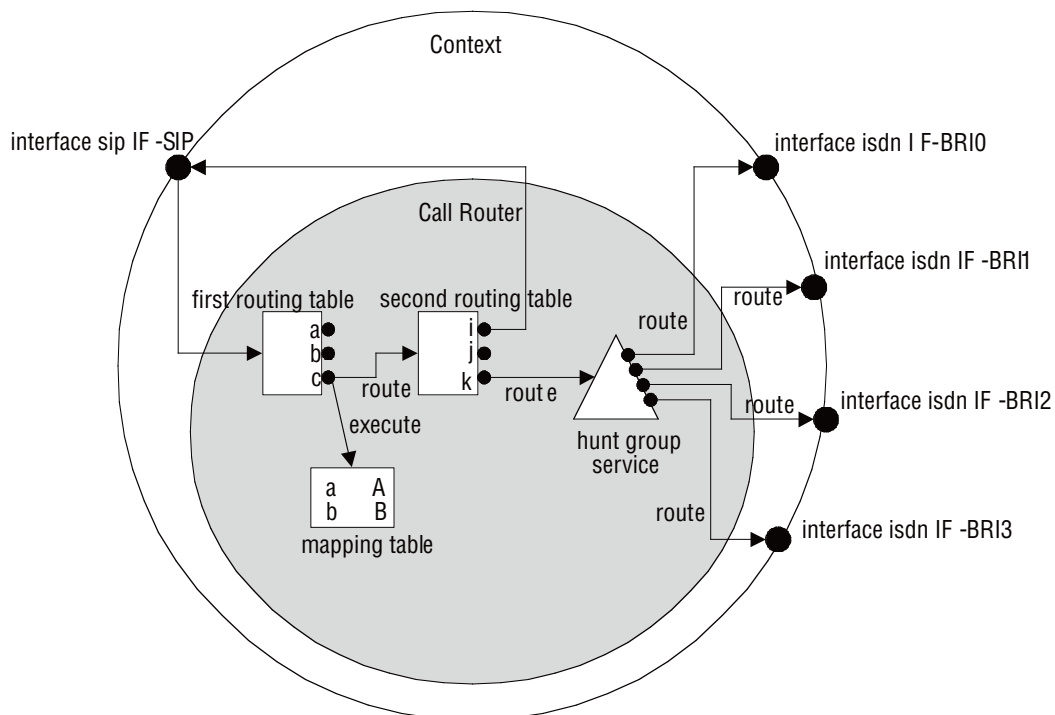 Context
interface sip IF -SIP
interface isdn I F-BRI0
Call Router
interface isdn IF -BRI1
route
first routing table
second routing table
a
b
c
i
j
k
route
route
route
execute
route
interface isdn IF -BRI2
hunt group
service
a A
b B
mapping table
route
interface isdn IF -BRI3